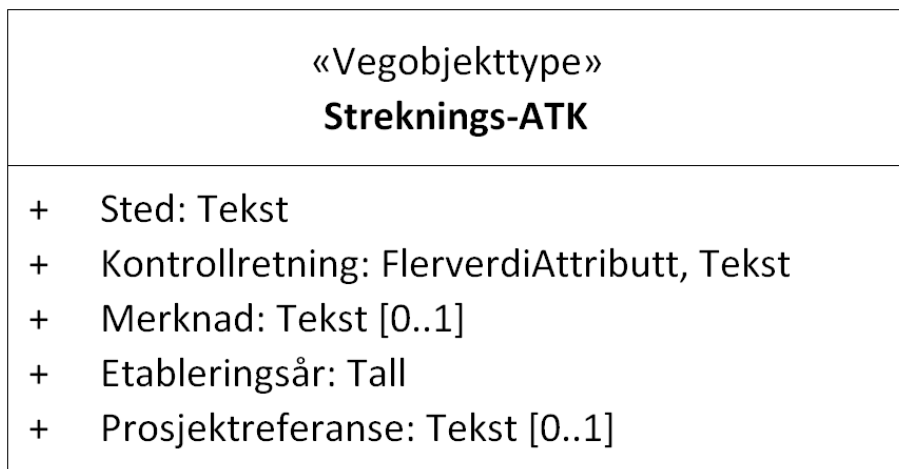 «Vegobjekttype»
Streknings-ATK
+ Sted: Tekst
+ Kontrollretning: FlerverdiAttributt, Tekst
+ Merknad: Tekst [0..1]
+ Etableringsår: Tall
+ Prosjektreferanse: Tekst [0..1]